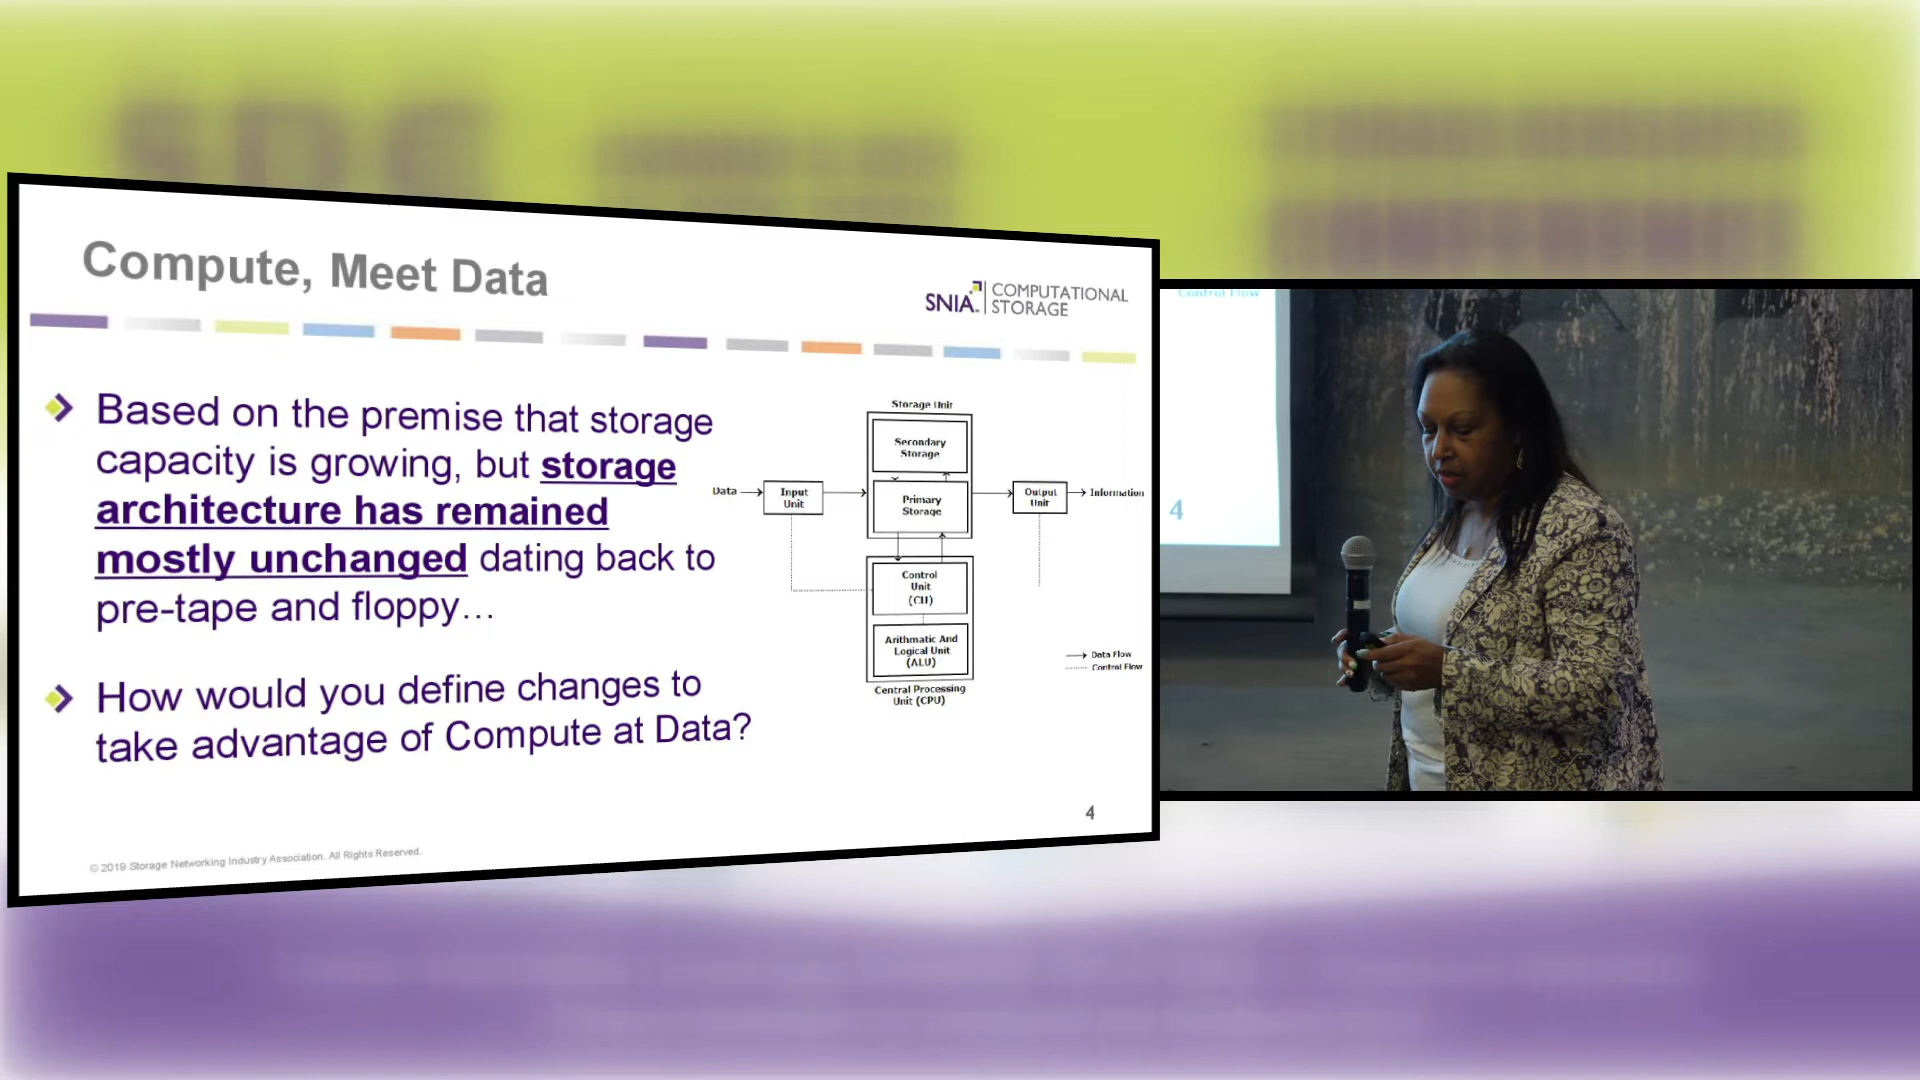 SDC
Compute, Meet Data
SNIA
COMPUTATIONAL
STORAGE
Based on the premise that storage
capacity is growing, but storage
architecture has remained
mostly unchanged dating back to
pre-tape and floppy...
How would you define changes to
take advantage of Compute at Data?
Storage Unit
Secondary
Storage
Data
Input
Unit
Primary
Storage
Output
Unit
Information
Control
Unit
(CU)
Arithmatic And
Logical Unit
(ALU)
Central Processing
Unit (CPU)
Data Flow
Control Flow
4
© 2019 Storage Networking Industry Association. All Rights Reserved.
Control Flow
4